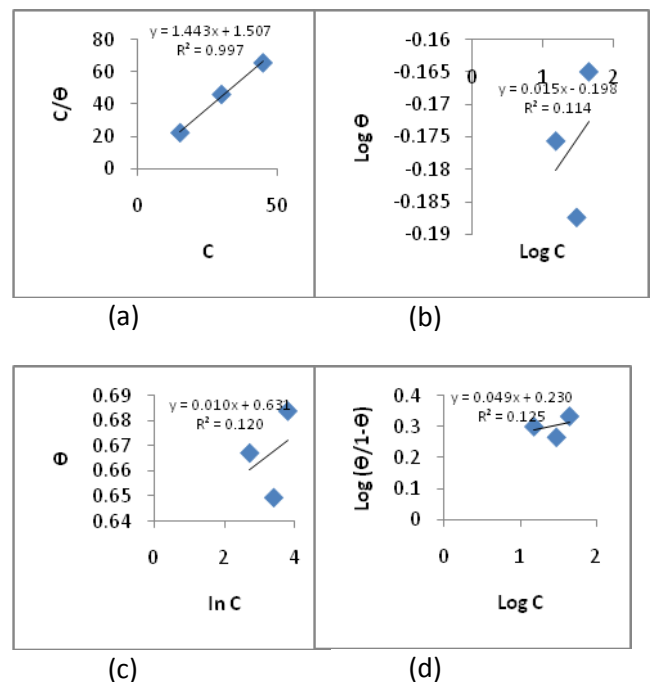 y = 1.443x + 1.507
R² = 0.997
80
60
40
20
0
0
50
C/Ɵ
C
(a)
-0.16
-0.165
-0.17
-0.175
-0.18
-0.185
-0.19
0
1
2
y = 0.015x - 0.198
R² = 0.114
Log Ɵ
Log C
(b)
0.69
0.68
0.67
0.66
0.65
0.64
0
2
4
y = 0.010x + 0.631
R² = 0.120
Ɵ
In C
(c)
0.4
0.3
0.2
0.1
0
0
1
2
y = 0.049x + 0.230
R² = 0.125
Log (Ɵ/1-Ɵ)
Log C
(d)